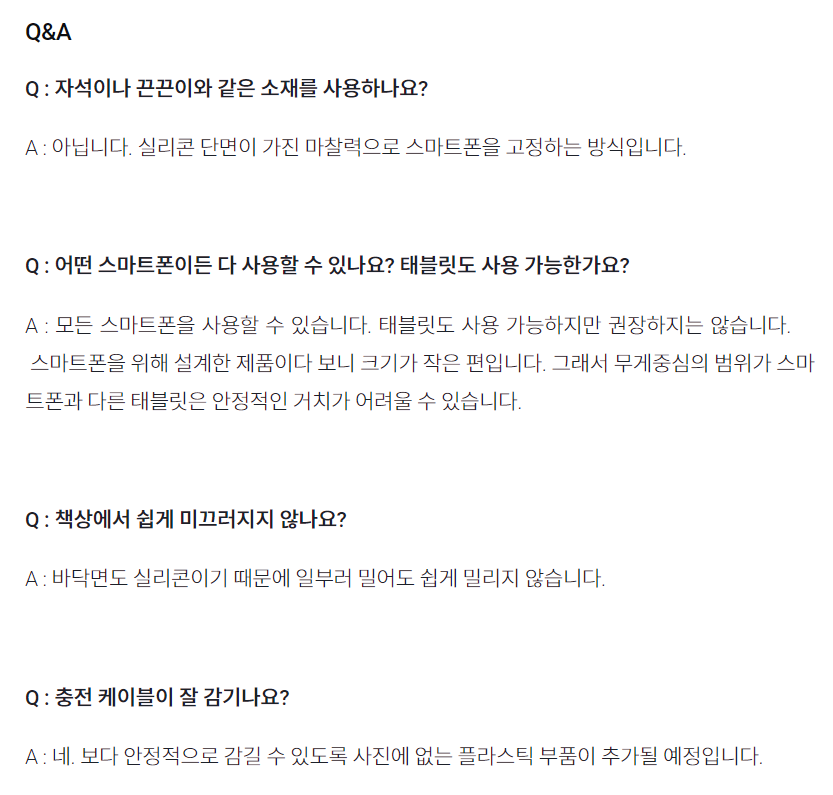 Q&A
Q : 자석이나 끈끈이와 같은 소재를 사용하나요?
A : 아닙니다. 실리콘 단면이 가진 마찰력으로 스마트폰을 고정하는 방식입니다.
Q : 어떤 스마트폰이든 다 사용할 수 있나요? 태블릿도 사용 가능한가요?
A : 모든 스마트폰을 사용할 수 있습니다. 태블릿도 사용 가능하지만 권장하지는 않습니다.
스마트폰을 위해 설계한 제품이다 보니 크기가 작은 편입니다. 그래서 무게중심의 범위가 스마
트폰과 다른 태블릿은 안정적인 거치가 어려울 수 있습니다.
Q : 책상에서 쉽게 미끄러지지 않나요?
A : 바닥면도 실리콘이기 때문에 일부러 밀어도 쉽게 밀리지 않습니다.
Q : 충전 케이블이 잘 감기나요?
A : 네. 보다 안정적으로 감길 수 있도록 사진에 없는 플라스틱 부품이 추가될 예정입니다.